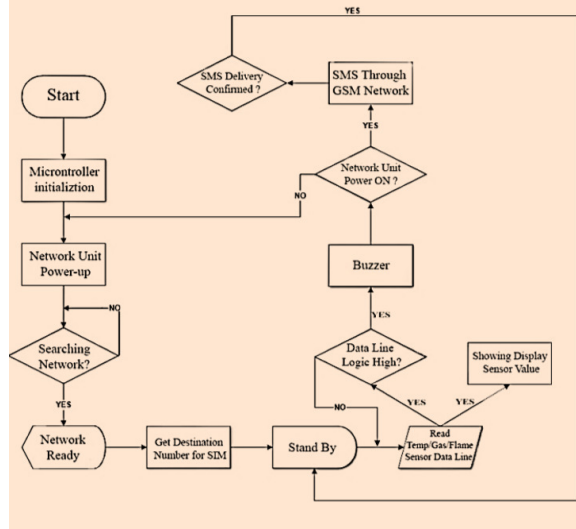 YES
SMS Delivery
Confirmed ?
SMS Through
GSM Network
Start
YES
Microntroller
initializtion
Network Unit
Power ON ?
NO
Network Unit
Power-up
Buzzer
NO
YES
Searching
Network?
Data Line
Logic High?
Showing Display
Sensor Value
YES
NO
YES
YES
Network
Ready
Get Destination
Number for SIM
Stand By
Read
Temp/Gas/Flame
Sensor Data Line